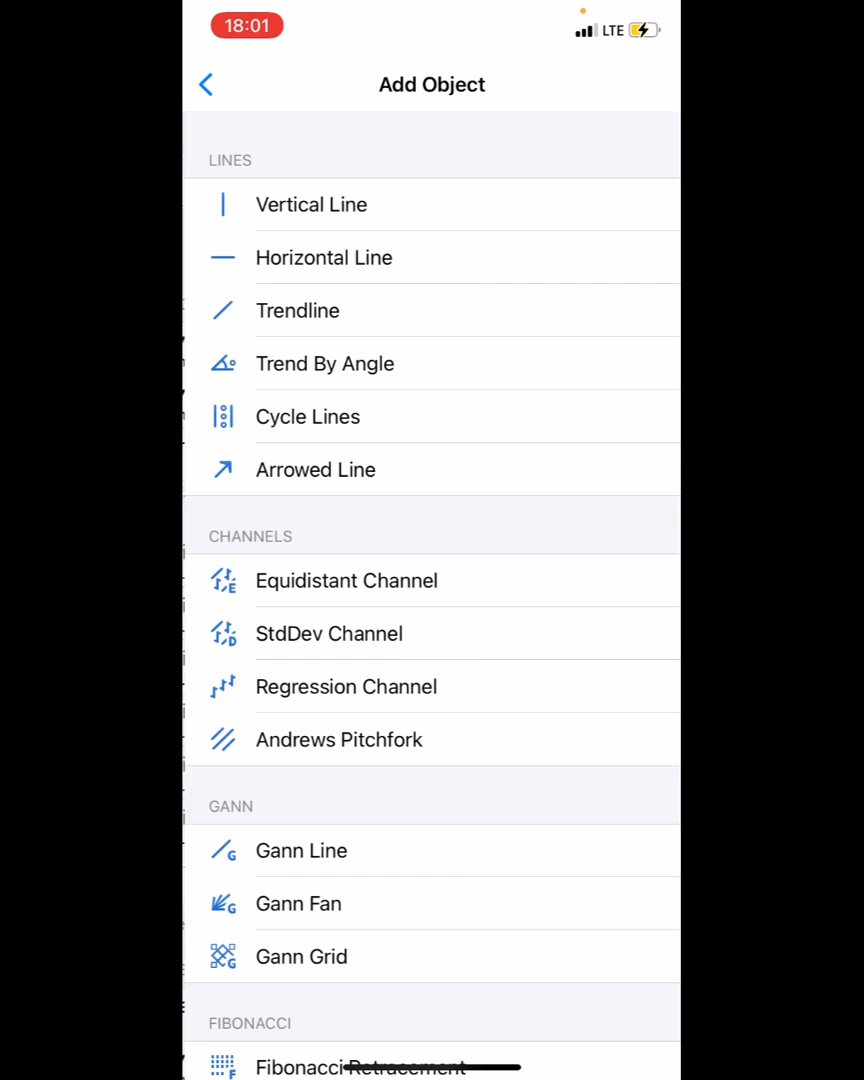 18:01
LTE
Add Object
LINES
Vertical Line
Horizontal Line
Trendline
Trend By Angle
Cycle Lines
Arrowed Line
CHANNELS
Equidistant Channel
StdDev Channel
Regression Channel
Andrews Pitchfork
GANN
Gann Line
Gann Fan
Gann Grid
FIBONACCI
Fibonacci Retracement